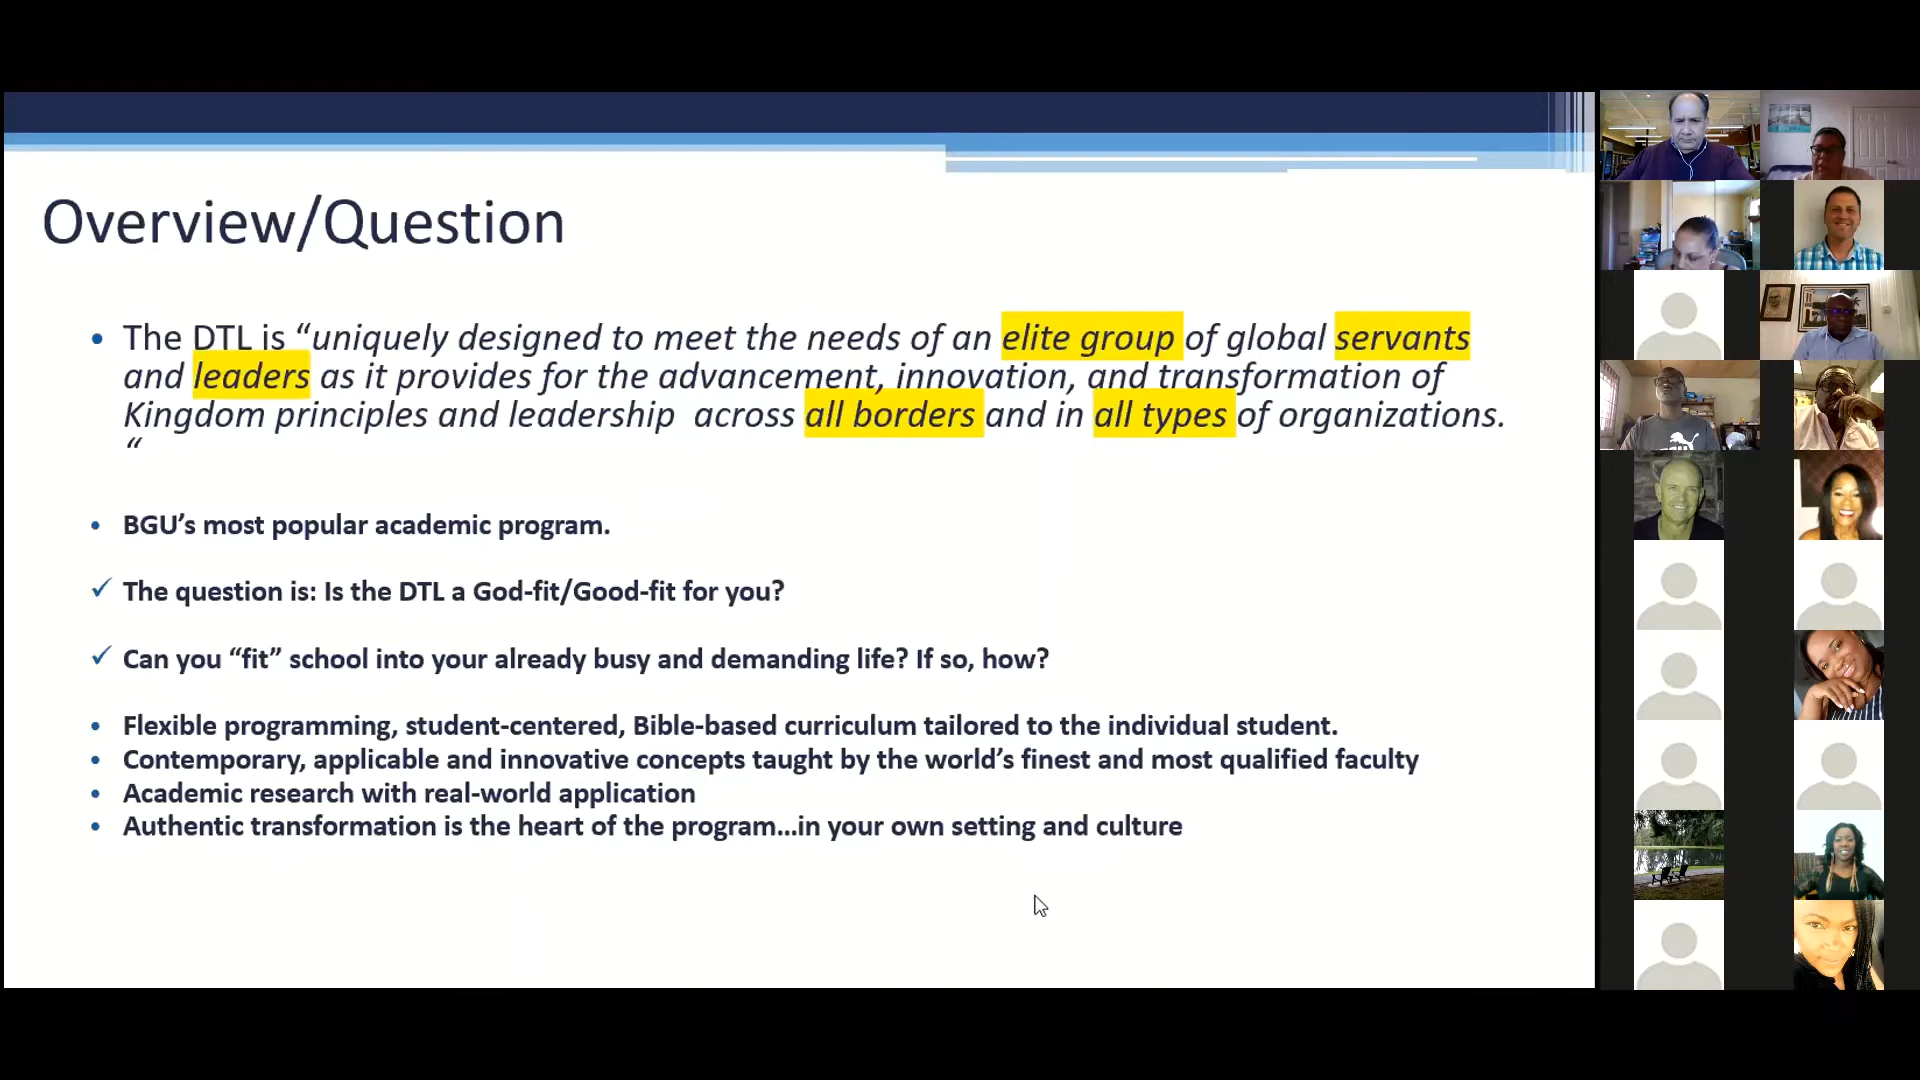 Overview/Question
• The DTL is “uniquely designed to meet the needs of an elite group of global servants
and leaders as it provides for the advancement, innovation, and transformation of
Kingdom principles and leadership across all borders and in all types of organizations.
“
• BGU’s most popular academic program.
✓ The question is: Is the DTL a God-fit/Good-fit for you?
✓ Can you “fit” school into your already busy and demanding life? If so, how?
• Flexible programming, student-centered, Bible-based curriculum tailored to the individual student.
• Contemporary, applicable and innovative concepts taught by the world’s finest and most qualified faculty
• Academic research with real-world application
• Authentic transformation is the heart of the program…in your own setting and culture
PUMA